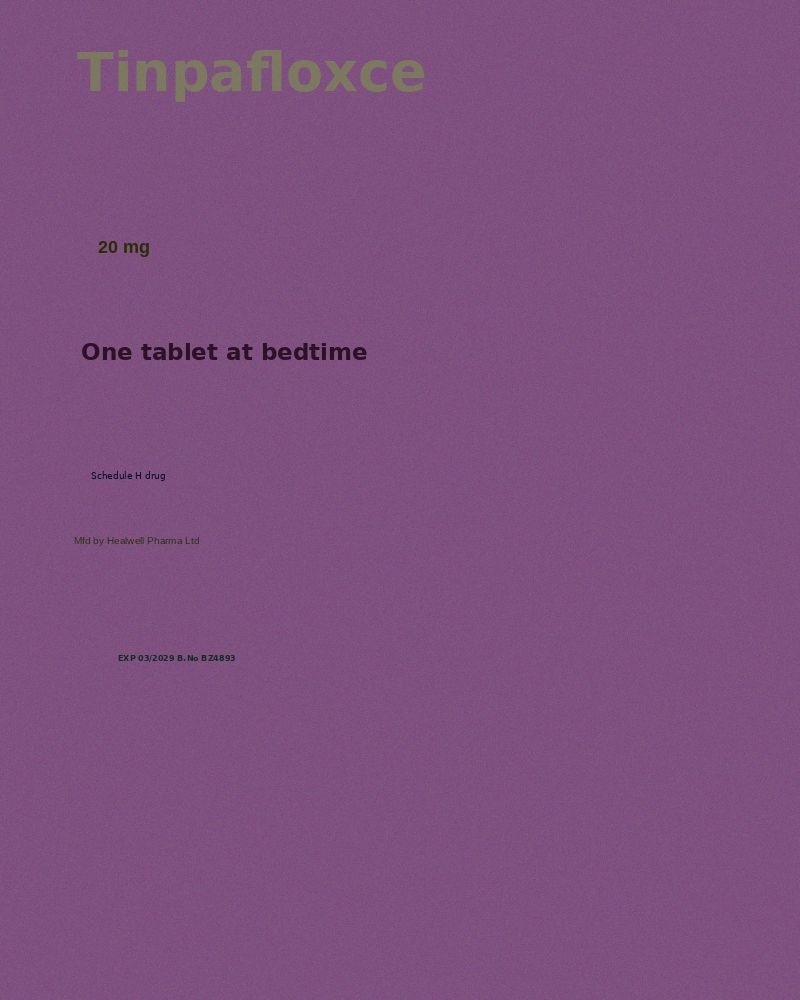 Tinpafloxce
20 mg
One tablet at bedtime
Schedule H drug
Mfd by Healwell Pharma Ltd
EXP 03/2029 B.No BZ4893